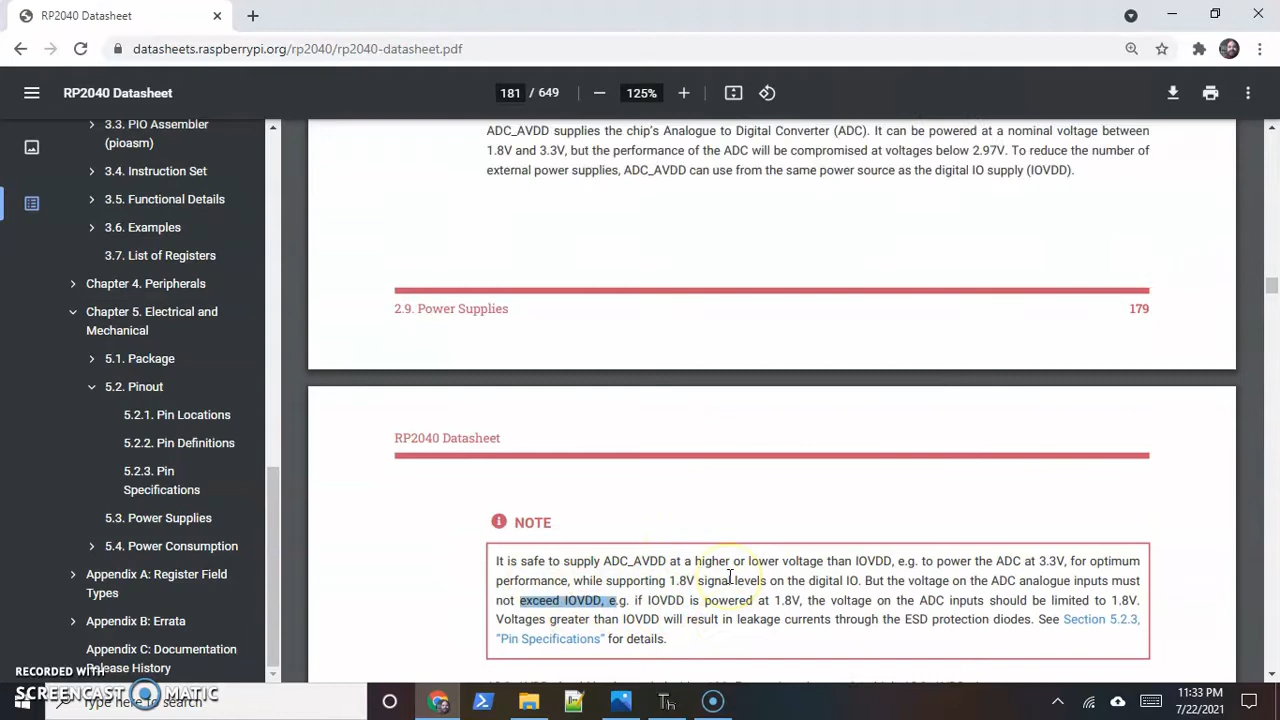 RP2040 Datasheet
datasheets.raspberrypi.org/rp2040/rp2040-datasheet.pdf
RP2040 Datasheet
181 / 649
125%
3.3. PIO Assembler
(pioasm)
3.4. Instruction Set
3.5. Functional Details
3.6. Examples
3.7. List of Registers
Chapter 4. Peripherals
Chapter 5. Electrical and
Mechanical
5.1. Package
5.2. Pinout
5.2.1. Pin Locations
5.2.2. Pin Definitions
5.2.3. Pin
Specifications
5.3. Power Supplies
5.4. Power Consumption
Appendix A: Register Field
Types
Appendix B: Errata
Appendix C: Documentation
Release History
ADC_AVDD supplies the chip's Analogue to Digital Converter (ADC). It can be powered at a nominal voltage between
1.8V and 3.3V, but the performance of the ADC will be compromised at voltages below 2.97V. To reduce the number of
external power supplies, ADC_AVDD can use from the same power source as the digital IO supply (IOVDD).
2.9. Power Supplies
179
RP2040 Datasheet
NOTE
It is safe to supply ADC_AVDD at a higher or lower voltage than IOVDD, e.g. to power the ADC at 3.3V, for optimum
performance, while supporting 1.8V signal levels on the digital IO. But the voltage on the ADC analogue inputs must
not exceed IOVDD, e.g. if IOVDD is powered at 1.8V, the voltage on the ADC inputs should be limited to 1.8V.
Voltages greater than IOVDD will result in leakage currents through the ESD protection diodes. See Section 5.2.3,
"Pin Specifications" for details.
RECORDED WITH
SCREENCAST MATIC
Type here to search
Th
11:33 PM
7/22/2021